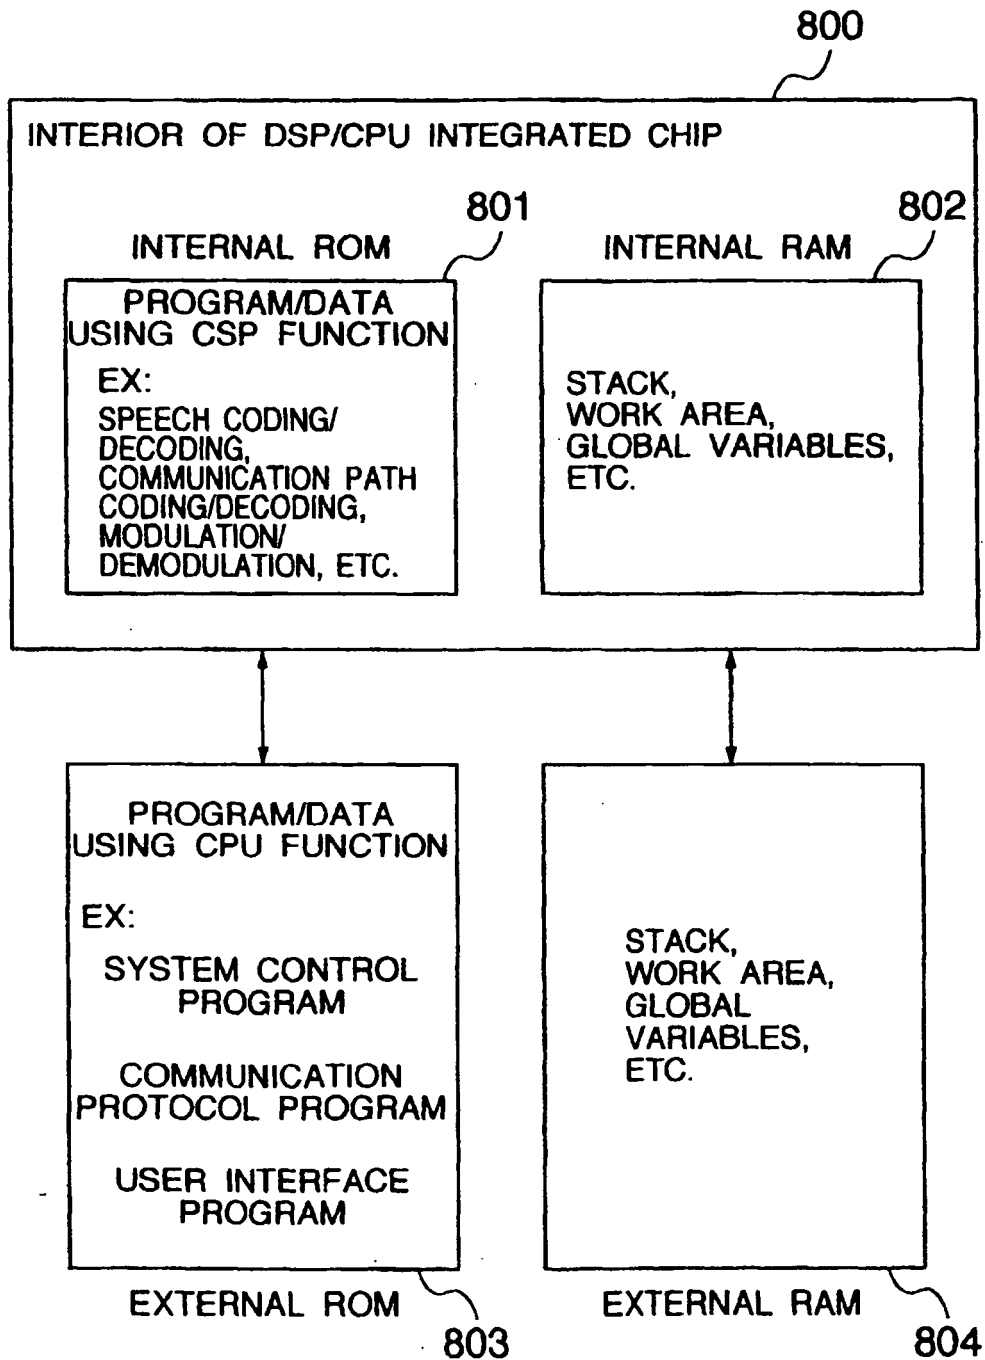 800
INTERIOR OF DSP/CPU INTEGRATED CHIP
801
802
INTERNAL ROM
INTERNAL RAM
PROGRAM/DATA
USING CSP FUNCTION
EX:
SPEECH CODING/
DECODING,
COMMUNICATION PATH
CODING/DECODING,
MODULATION/
DEMODULATION, ETC.
STACK,
WORK AREA,
GLOBAL VARIABLES,
ETC.
PROGRAM/DATA
USING CPU FUNCTION
EX:
SYSTEM CONTROL
PROGRAM
COMMUNICATION
PROTOCOL PROGRAM
USER INTERFACE
PROGRAM
STACK,
WORK AREA,
GLOBAL
VARIABLES,
ETC.
EXTERNAL ROM
EXTERNAL RAM
803
804